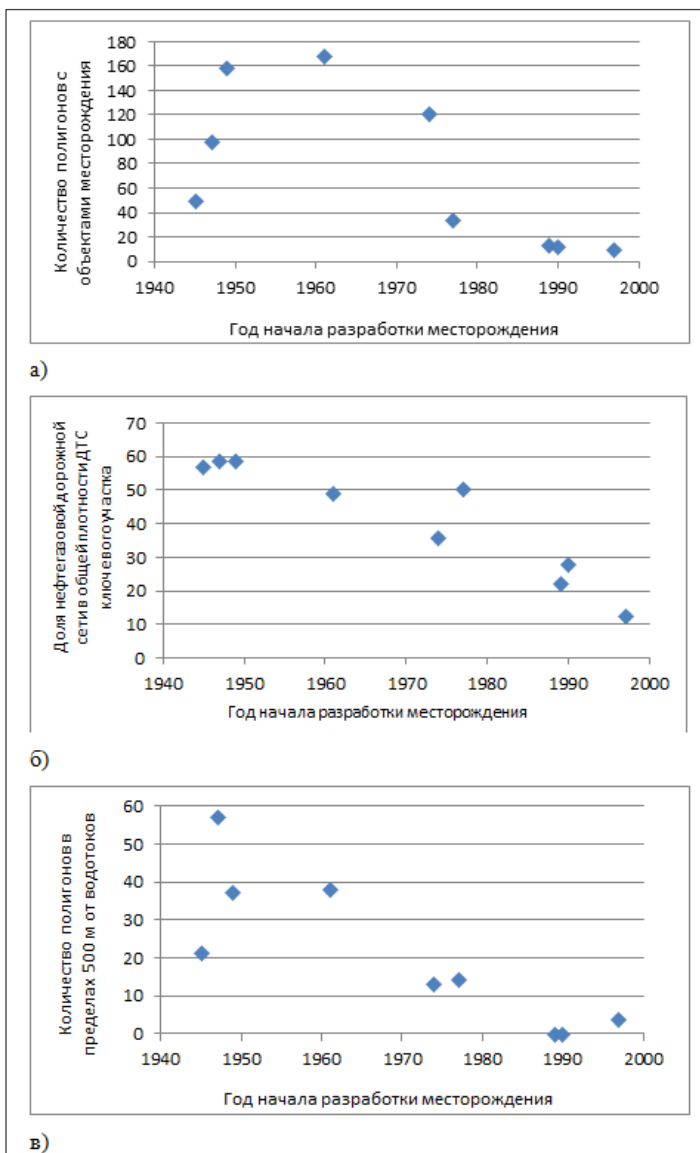 Количество полигонов с
объектами месторождения
180
160
140
120
100
80
60
40
20
0
1940 1950 1960 1970 1980 1990 2000
Год начала разработки месторождения
а)
Доля нефтегазовой дорожной
сети в общей плотности ДТС
ключевого участка
70
60
50
40
30
20
10
0
1940 1950 1960 1970 1980 1990 2000
Год начала разработки месторождения
б)
Количество полигонов в
пределах 500 м от водотоков
60
50
40
30
20
10
0
1940 1950 1960 1970 1980 1990 2000
Год начала разработки месторождения
в)